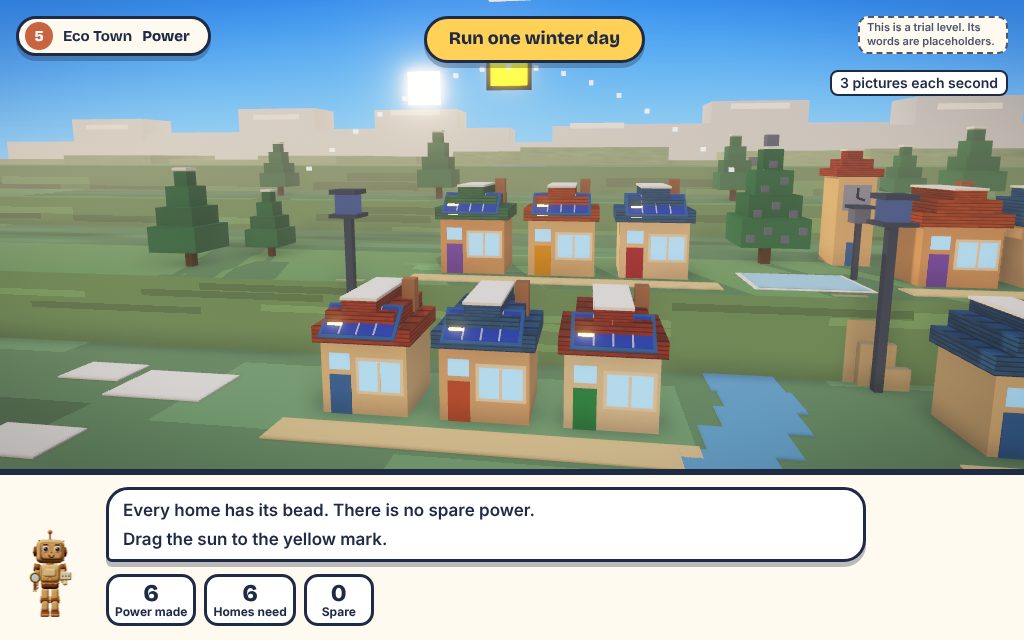 5 Eco Town Power
Run one winter day
This is a trial level. Its
words are placeholders.
3 pictures each second
Every home has its bead. There is no spare power.
Drag the sun to the yellow mark.
6
Power made
6
Homes need
0
Spare